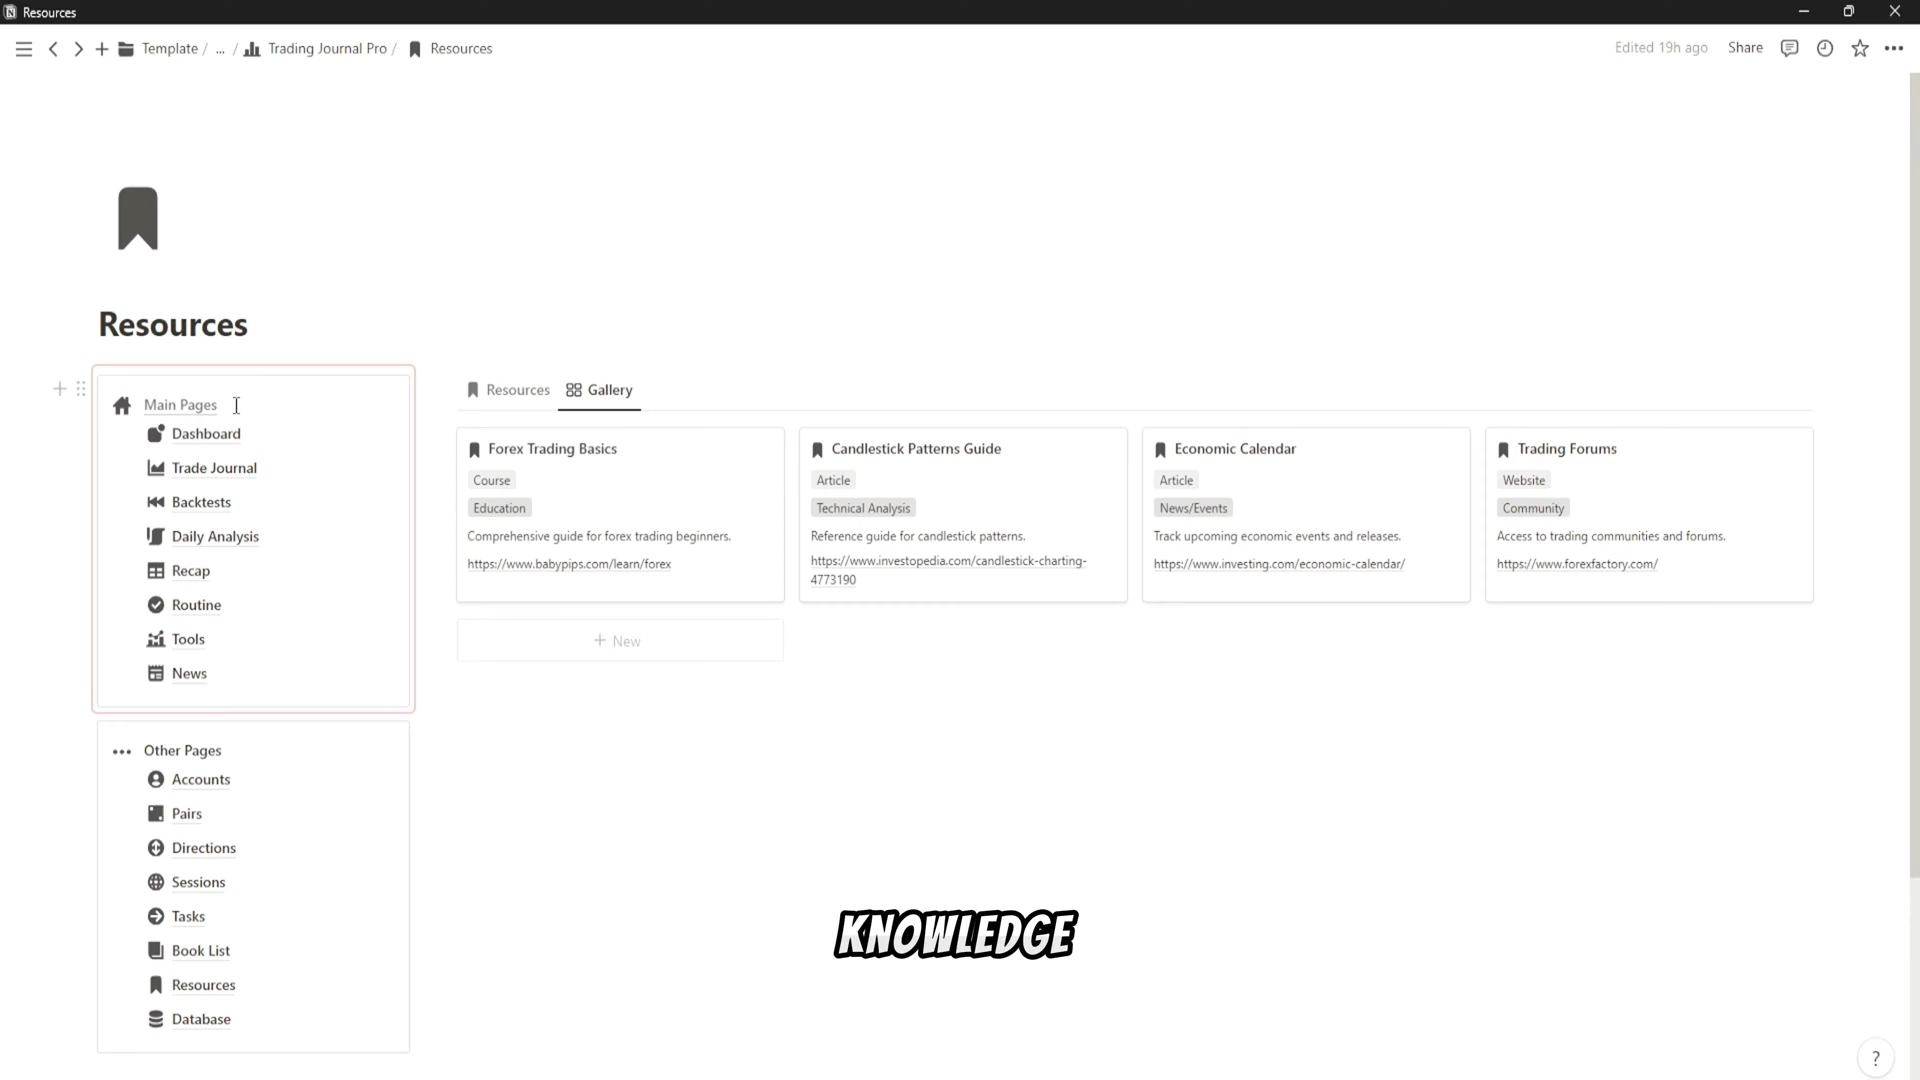 Resources
Template / ... / Trading Journal Pro / Resources
Edited 19h ago Share
Resources
Main Pages
Dashboard
Trade Journal
Backtests
Daily Analysis
Recap
Routine
Tools
News
Other Pages
Accounts
Pairs
Directions
Sessions
Tasks
Book List
Resources
Database
Resources Gallery
Forex Trading Basics
Course
Education
Comprehensive guide for forex trading beginners.
https://www.babypips.com/learn/forex
Candlestick Patterns Guide
Article
Technical Analysis
Reference guide for candlestick patterns.
https://www.investopedia.com/candlestick-charting-
4773190
Economic Calendar
Article
News/Events
Track upcoming economic events and releases.
https://www.investing.com/economic-calendar/
Trading Forums
Website
Community
Access to trading communities and forums.
https://www.forexfactory.com/
+ New
KNOWLEDGE
?